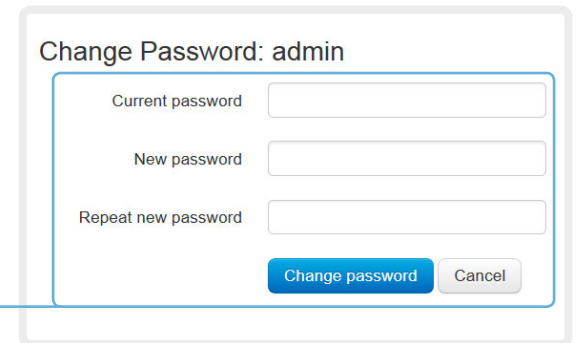 Change Password: admin
Current password
New password
Repeat new password
Change password Cancel